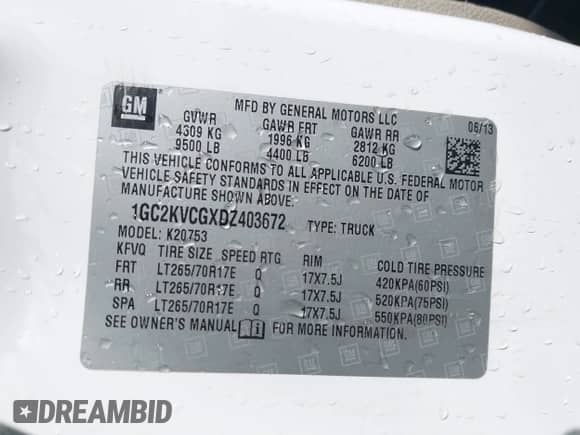 GM
MFD BY GENERAL MOTORS LLC
06/13
GVWR GAWR FRT GAWR RR
4309 KG 1996 KG 2812 KG
9500 LB 4400 LB 6200 LB
THIS VEHICLE CONFORMS TO ALL APPLICABLE U.S. FEDERAL MOTOR
VEHICLE SAFETY STANDARDS IN EFFECT ON THE DATE OF
MANUFACTURE SHOWN ABOVE.
1GC2KVCGXDZ403672 TYPE: TRUCK
MODEL: K20753
KFVQ TIRE SIZE SPEED RTG RIM COLD TIRE PRESSURE
FRT LT265/70R17E Q 17X7.5J 420KPA(60PSI)
RR LT265/70R17E Q 17X7.5J 520KPA(75PSI)
SPA LT265/70R17E Q 17X7.5J 550KPA(80PSI)
SEE OWNER'S MANUAL i FOR MORE INFORMATION.
DREAMBID